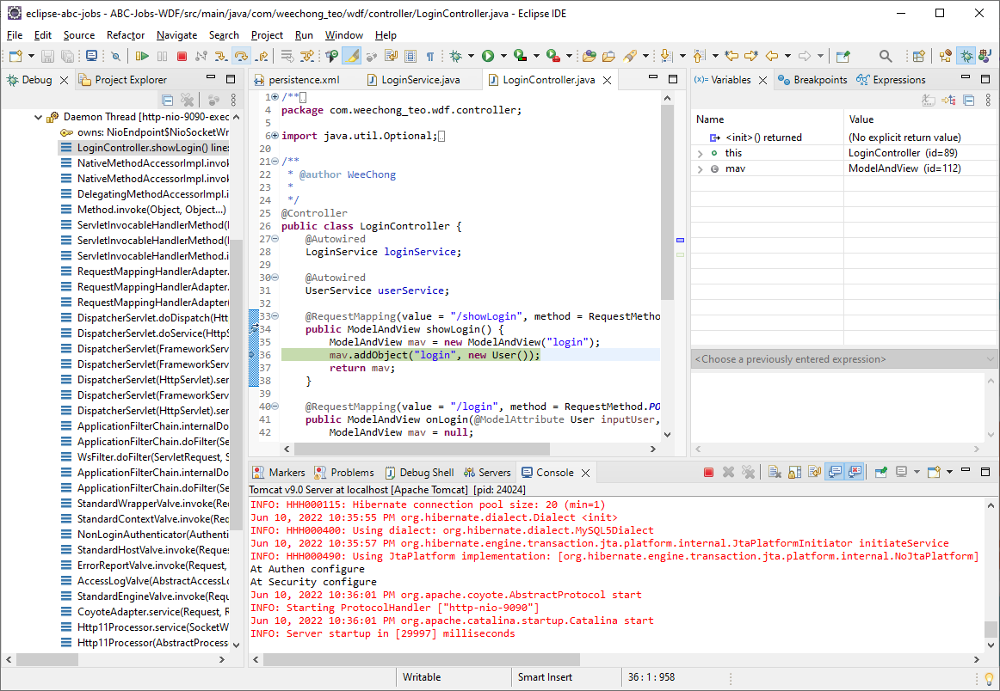 eclipse-abc-jobs - ABC-Jobs-WDF/src/main/java/com/weechong_teo/wdf/controller/LoginController.java - Eclipse IDE
File Edit Source Refactor Navigate Search Project Run Window Help
Debug Project Explorer
Daemon Thread [http-nio-9090-exec
owns: NioEndpoint$NioSocketWr
LoginController.showLogin() line:
NativeMethodAccessorImpl.invok
NativeMethodAccessorImpl.invok
DelegatingMethodAccessorImpl.i
Method.invoke(Object, Object...)
ServletInvocableHandlerMethod(I
ServletInvocableHandlerMethod(I
ServletInvocableHandlerMethod.i
RequestMappingHandlerAdapter.
RequestMappingHandlerAdapter.
RequestMappingHandlerAdapter(
DispatcherServlet.doDispatch(Htt
DispatcherServlet.doService(HttpS
DispatcherServlet(FrameworkServ
DispatcherServlet(FrameworkServ
DispatcherServlet(HttpServlet).ser
DispatcherServlet(FrameworkServ
DispatcherServlet(HttpServlet).ser
ApplicationFilterChain.internalDo
ApplicationFilterChain.doFilter(Se
WsFilter.doFilter(ServletRequest, S
ApplicationFilterChain.internalDo
ApplicationFilterChain.doFilter(Se
StandardWrapperValve.invoke(Re
StandardContextValve.invoke(Req
NonLoginAuthenticator(Authenti
StandardHostValve.invoke(Reque
ErrorReportValve.invoke(Request,
AccessLogValve(AbstractAccessLo
StandardEngineValve.invoke(Requ
CoyoteAdapter.service(Request, R
Http11Processor.service(SocketW
Http11Processor(AbstractProcess
persistence.xml LoginService.java LoginController.java
1 /**
4 package com.weechong_teo.wdf.controller;
5
6 import java.util.Optional;
20
21 /**
22 * @author WeeChong
23 *
24 */
25 @Controller
26 public class LoginController {
27 @Autowired
28 LoginService loginService;
29
30 @Autowired
31 UserService userService;
32
33 @RequestMapping(value = "/showLogin", method = RequestMetho
34 public ModelAndView showLogin() {
35 ModelAndView mav = new ModelAndView("login");
36 mav.addObject("login", new User());
37 return mav;
38 }
39
40 @RequestMapping(value = "/login", method = RequestMethod.PO
41 public ModelAndView onLogin(@ModelAttribute User inputUser,
42 ModelAndView mav = null;
(x)= Variables Breakpoints Expressions
Name Value
<init>() returned (No explicit return value)
this LoginController (id=89)
mav ModelAndView (id=112)
<Choose a previously entered expression>
Markers Problems Debug Shell Servers Console
Tomcat v9.0 Server at localhost [Apache Tomcat] [pid: 24024]
INFO: HHH000115: Hibernate connection pool size: 20 (min=1)
Jun 10, 2022 10:35:55 PM org.hibernate.dialect.Dialect <init>
INFO: HHH000400: Using dialect: org.hibernate.dialect.MySQL5Dialect
Jun 10, 2022 10:35:57 PM org.hibernate.engine.transaction.jta.platform.internal.JtaPlatformInitiator initiateService
INFO: HHH000490: Using JtaPlatform implementation: [org.hibernate.engine.transaction.jta.platform.internal.NoJtaPlatform]
At Authen configure
At Security configure
Jun 10, 2022 10:36:01 PM org.apache.coyote.AbstractProtocol start
INFO: Starting ProtocolHandler ["http-nio-9090"]
Jun 10, 2022 10:36:01 PM org.apache.catalina.startup.Catalina start
INFO: Server startup in [29997] milliseconds
Writable Smart Insert 36 : 1 : 958